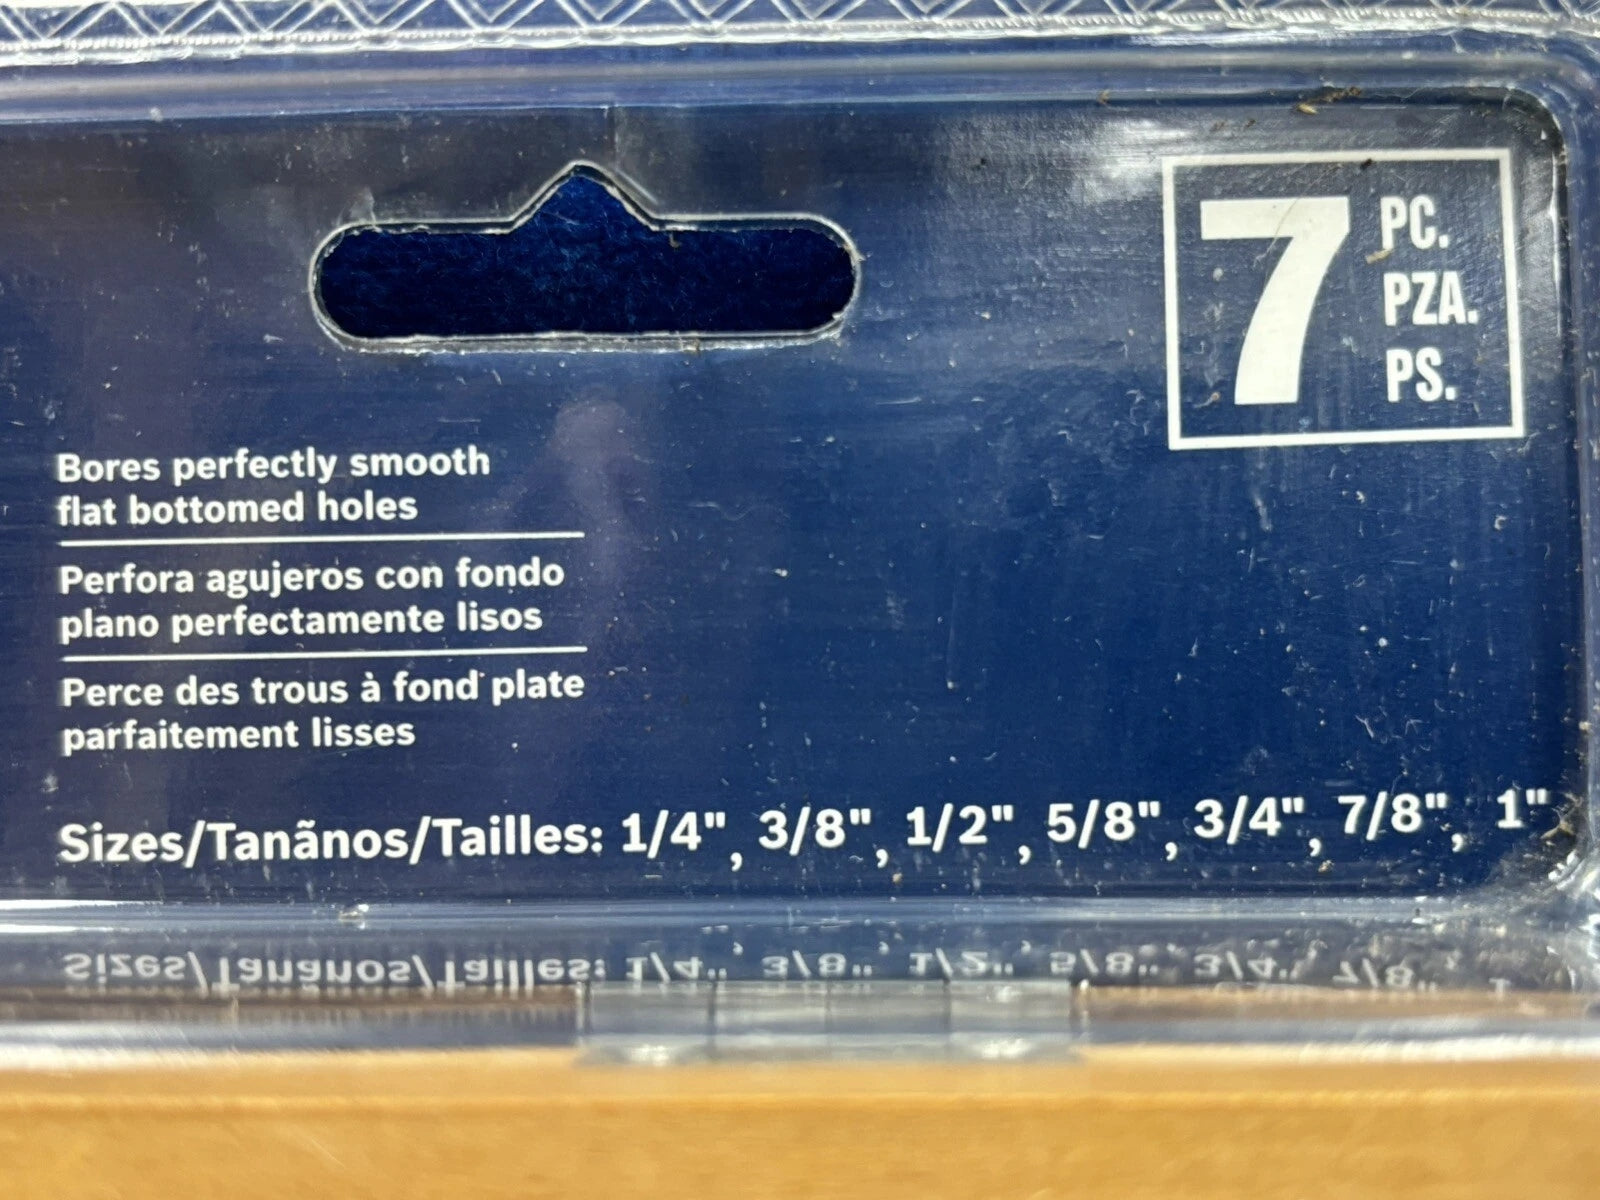 7 PC.
PZA.
PS.
Bores perfectly smooth
flat bottomed holes
Perfora agujeros con fondo
plano perfectamente lisos
Perce des trous à fond plate
parfaitement lisses
Sizes/Tanãnos/Tailles: 1/4", 3/8", 1/2", 5/8", 3/4", 7/8", 1"